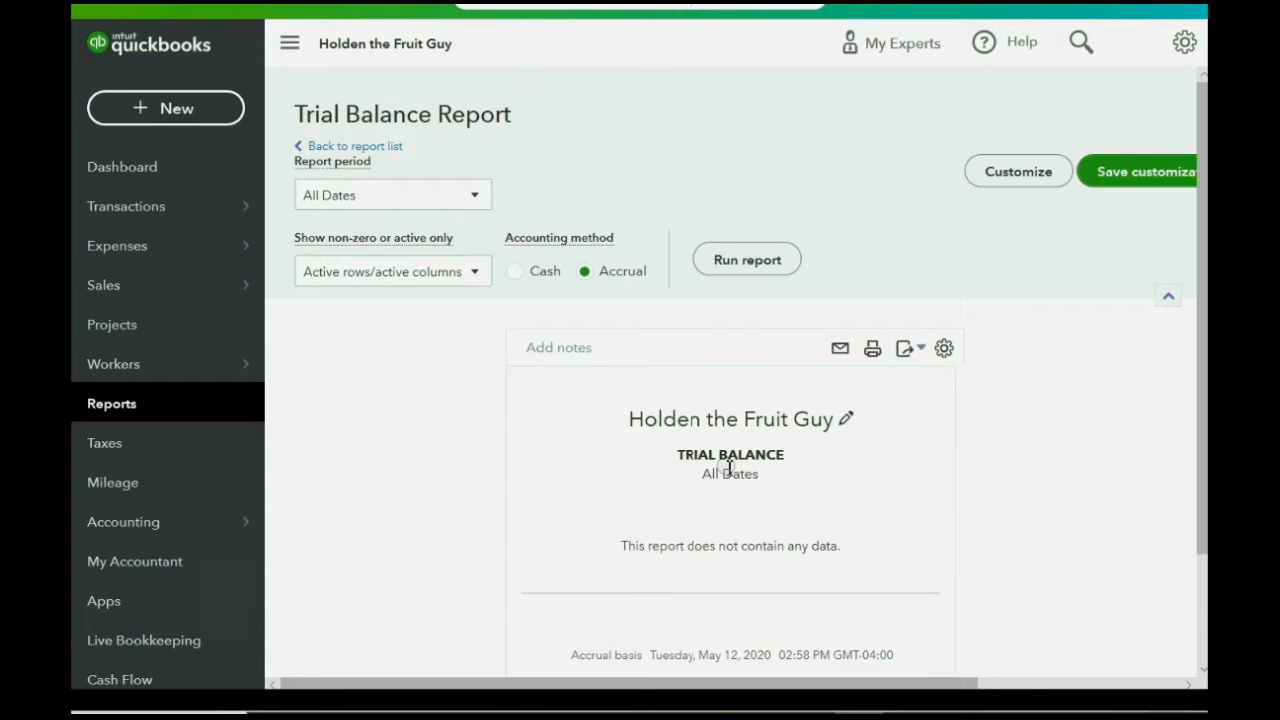 intuit
quickbooks
Holden the Fruit Guy
My Experts
Help
+ New
Dashboard
Transactions
Expenses
Sales
Projects
Workers
Reports
Taxes
Mileage
Accounting
My Accountant
Apps
Live Bookkeeping
Cash Flow
Trial Balance Report
Back to report list
Report period
All Dates
Customize
Save customiza
Show non-zero or active only
Accounting method
Active rows/active columns
Cash
Accrual
Run report
Add notes
Holden the Fruit Guy
TRIAL BALANCE
All Dates
This report does not contain any data.
Accrual basis Tuesday, May 12, 2020 02:58 PM GMT-04:00